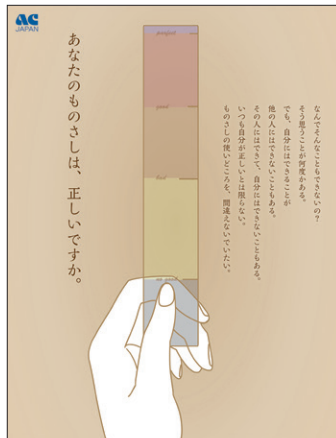 AC
JAPAN
あなたのものさしは、正しいですか。
なんでそんなこともできないの？
そう思うことが何度かある。
でも、自分にはできることが
他の人にはできないこともある。
その人にはできて、自分にはできないこともある。
いつも自分が正しいとは限らない。
ものさしの使いどころを、間違えないでいたい。
perfect
good